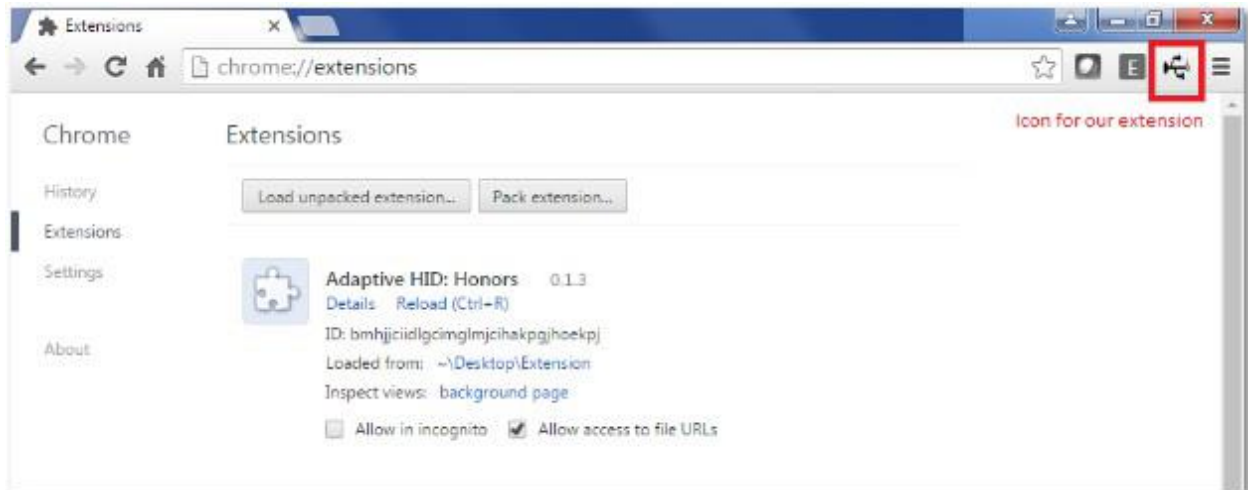 Extensions
chrome://extensions
E
Icon for our extension
Chrome
Extensions
History
Load unpacked extension...
Pack extension...
Extensions
Settings
Adaptive HID: Honors 0.1.3
Details Reload (Ctrl+R)
ID: bmhjjciidlgcimglmjcihakpgjhoekpj
About
Loaded from: ~\Desktop\Extension
Inspect views: background page
Allow in incognito Allow access to file URLs